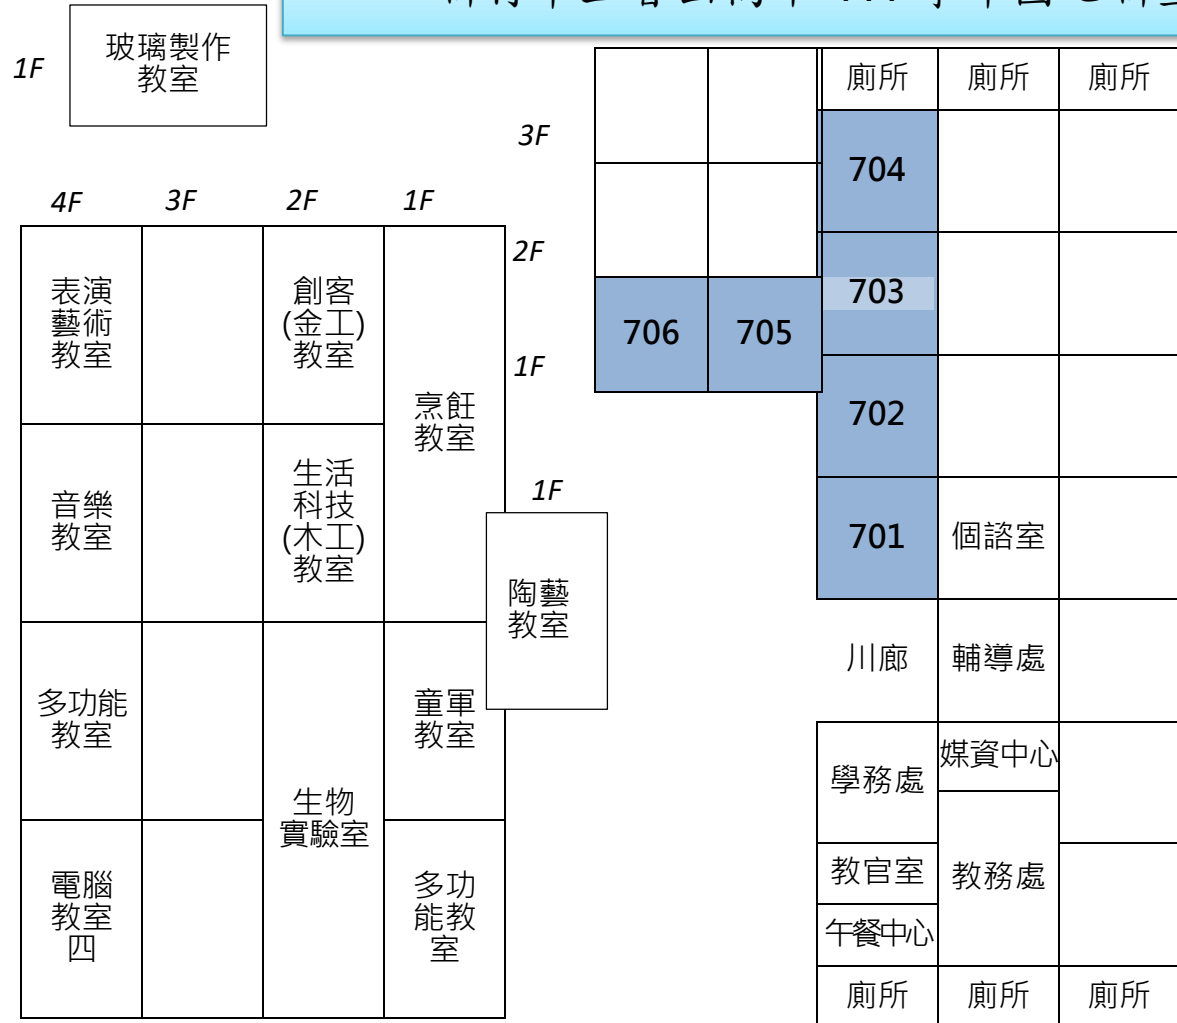 玻璃製作
教室
1F
3F
2F
1F
4F
3F
2F
1F
表演
藝術
教室
創客
(金工)
教室
烹飪
教室
音樂
教室
生活
科技
(木工)
教室
1F
陶藝
教室
多功能
教室
童軍
教室
生物
實驗室
電腦
教室
四
多功
能教
室
706
705
廁所
廁所
廁所
704
703
702
701
個諮室
川廊
輔導處
學務處
媒資中心
教官室
教務處
午餐中心
廁所
廁所
廁所